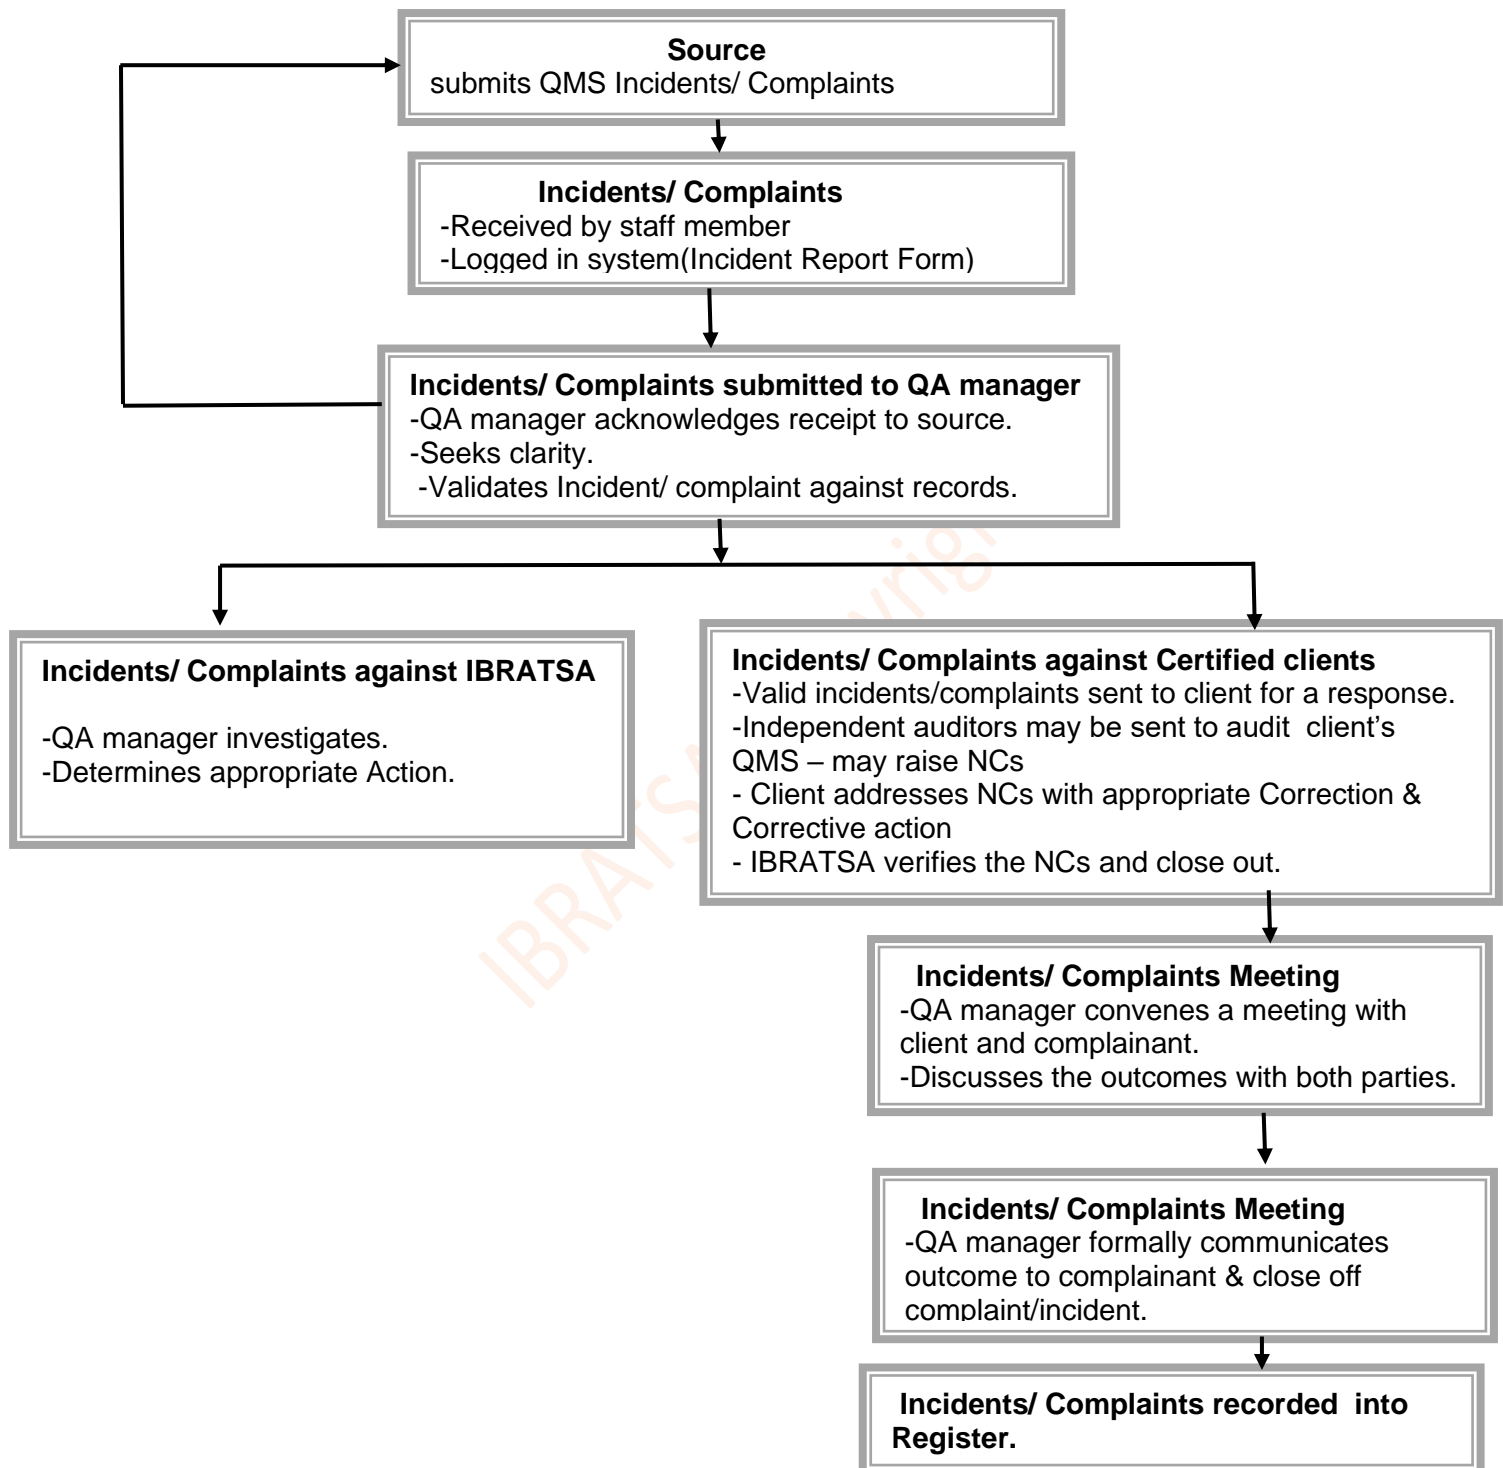 Source
submits QMS Incidents/ Complaints
Incidents/ Complaints
-Received by staff member
-Logged in system(Incident Report Form)
Incidents/ Complaints submitted to QA manager
-QA manager acknowledges receipt to source.
-Seeks clarity.
-Validates Incident/ complaint against records.
Incidents/ Complaints against IBRATSA
-QA manager investigates.
-Determines appropriate Action.
Incidents/ Complaints against Certified clients
-Valid incidents/complaints sent to client for a response.
-Independent auditors may be sent to audit client’s
QMS – may raise NCs
- Client addresses NCs with appropriate Correction &
Corrective action
- IBRATSA verifies the NCs and close out.
Incidents/ Complaints Meeting
-QA manager convenes a meeting with
client and complainant.
-Discusses the outcomes with both parties.
Incidents/ Complaints Meeting
-QA manager formally communicates
outcome to complainant & close off
complaint/incident.
Incidents/ Complaints recorded into
Register.
IBRATSA